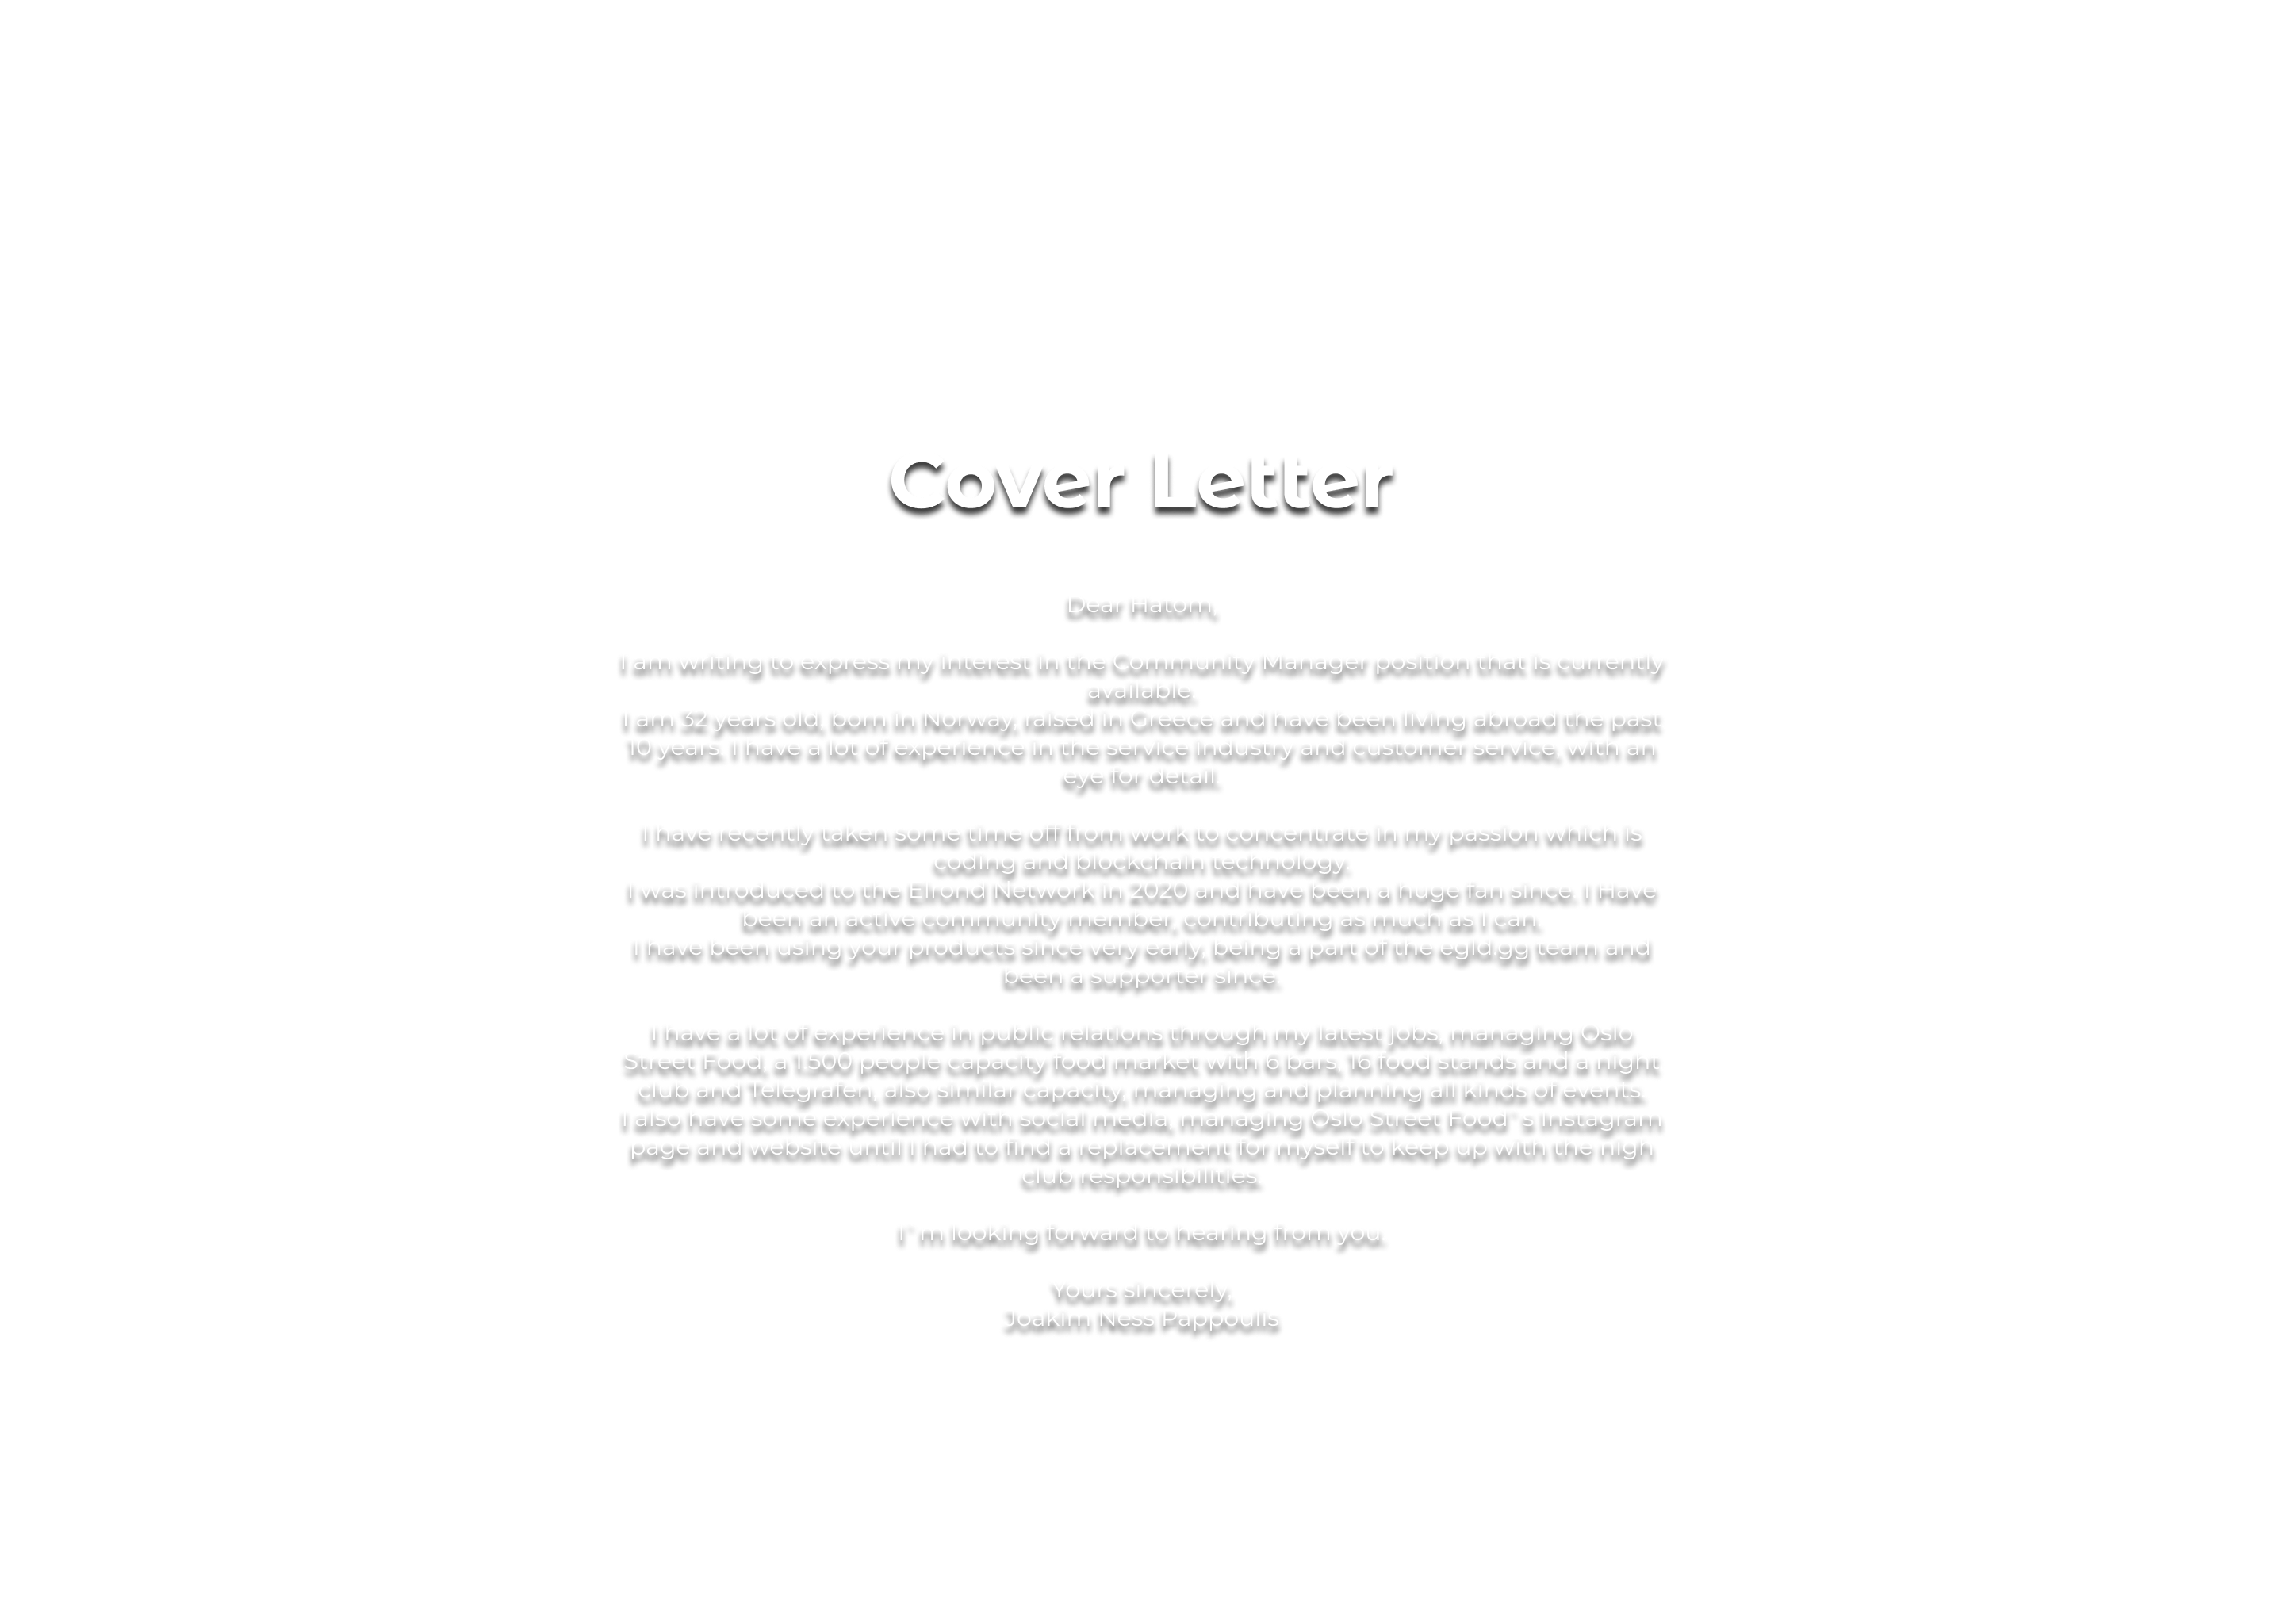 Cover Letter
Dear Hatom,
I am writing to express my interest in the Community Manager position that is currently
available.
I am 32 years old, born in Norway, raised in Greece and have been living abroad the past
10 years. I have a lot of experience in the service industry and customer service, with an
eye for detail.
I have recently taken some time off from work to concentrate in my passion which is
coding and blockchain technology.
I was introduced to the Elrond Network in 2020 and have been a huge fan since. I Have
been an active community member, contributing as much as I can.
I have been using your products since very early, being a part of the egld.gg team and
been a supporter since.
I have a lot of experience in public relations through my latest jobs, managing Oslo
Street Food, a 1.500 people capacity food market with 6 bars, 16 food stands and a night
club and Telegrafen, also similar capacity, managing and planning all kinds of events.
I also have some experience with social media, managing Oslo Street Food´s Instagram
page and website until I had to find a replacement for myself to keep up with the nigh
club responsibilities.
I´m looking forward to hearing from you.
Yours sincerely,
Joakim Ness Pappoulis